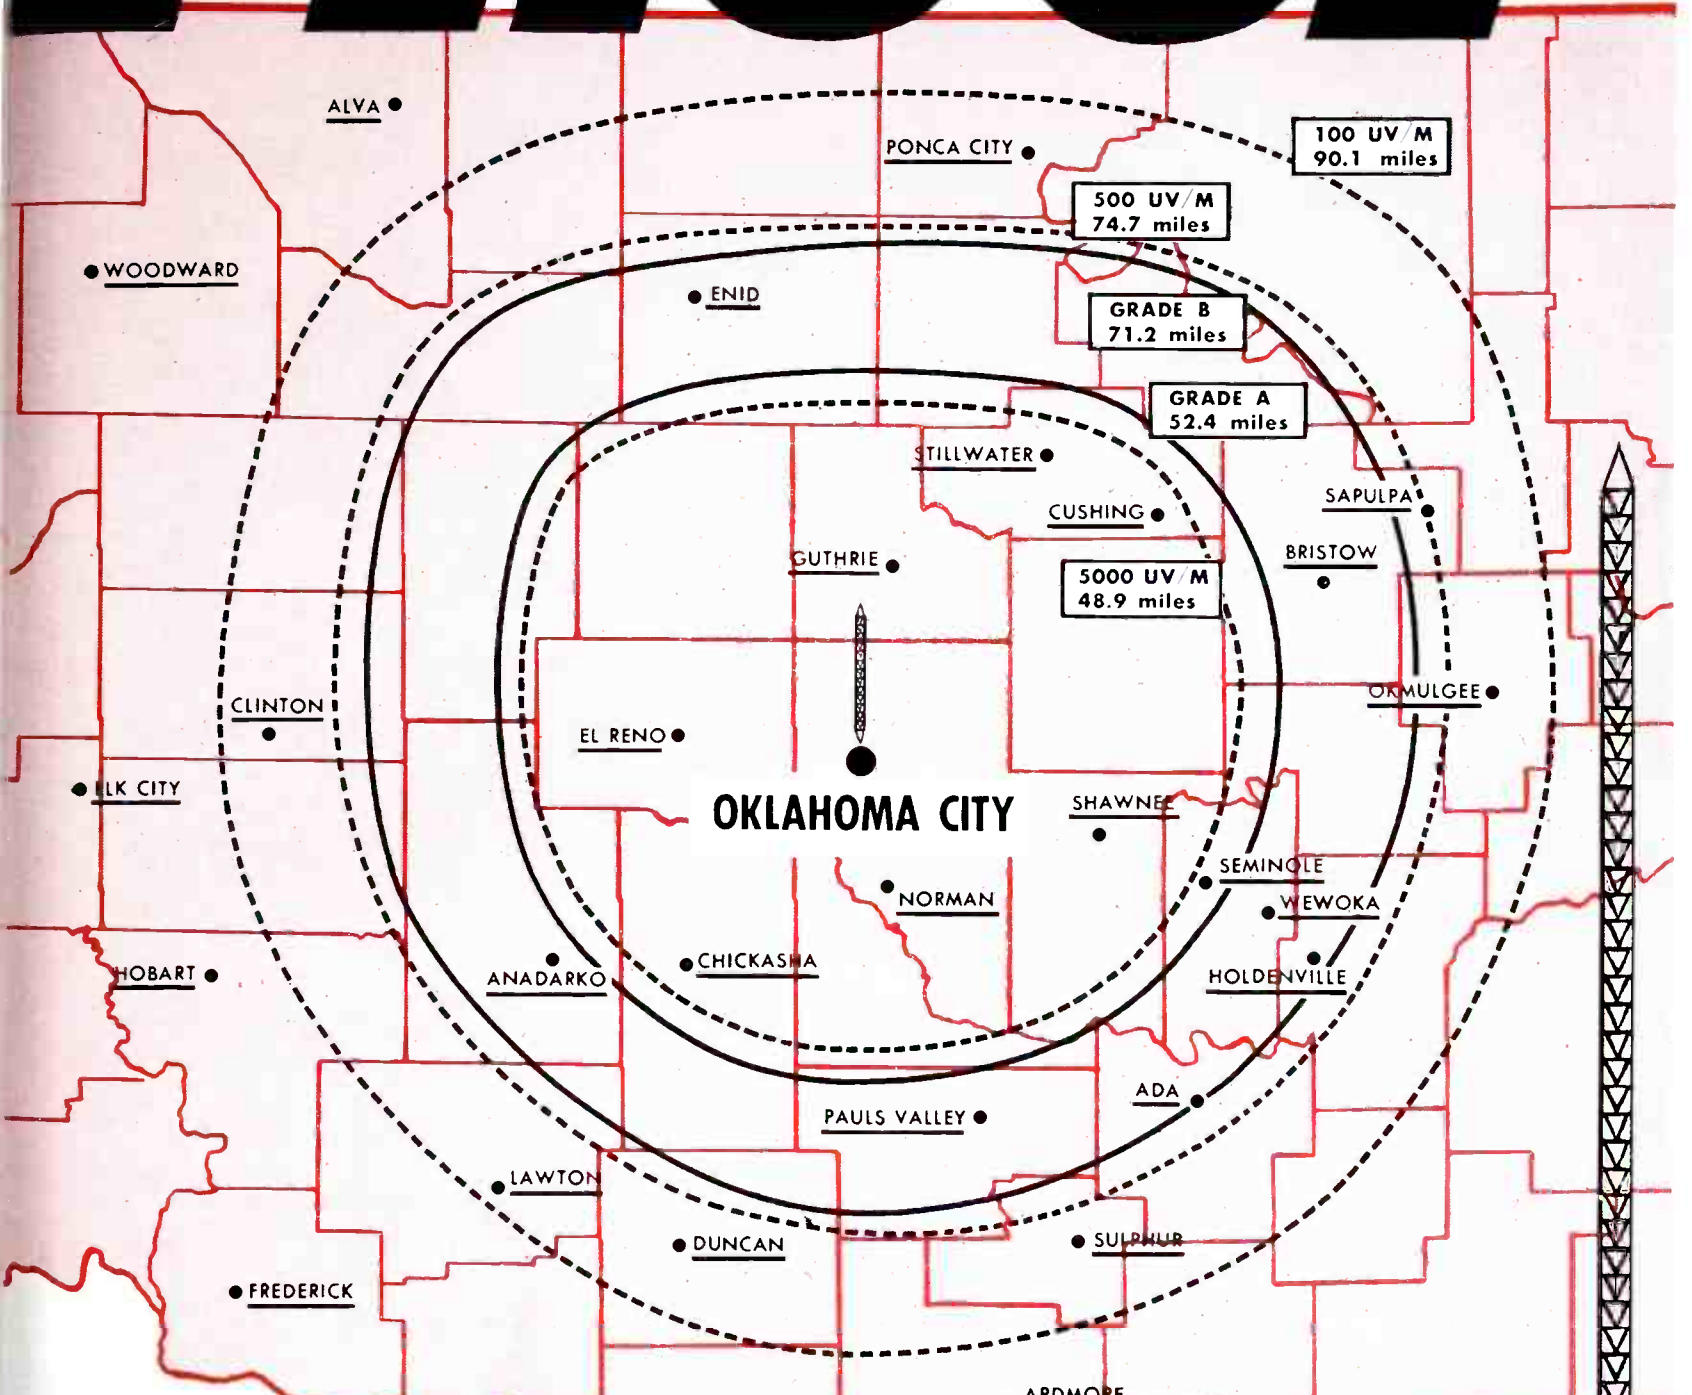 ALVA
100 UV/M
90.1 miles
PONCA CITY
500 UV/M
74.7 miles
WOODWARD
ENID
GRADE B
71.2 miles
GRADE A
52.4 miles
STILLWATER
SAPULPA
CUSHING
BRISTOW
GUTHRIE
5000 UV/M
48.9 miles
OKMULGEE
CLINTON
EL RENO
ELK CITY
SHAWNEE
OKLAHOMA CITY
SEMINOLE
NORMAN
WEWOKA
CHICKASHA
HOBART
ANADARKO
HOLDENVILLE
ADA
PAULS VALLEY
LAWTON
SULPHUR
DUNCAN
FREDERICK
ARDMORE